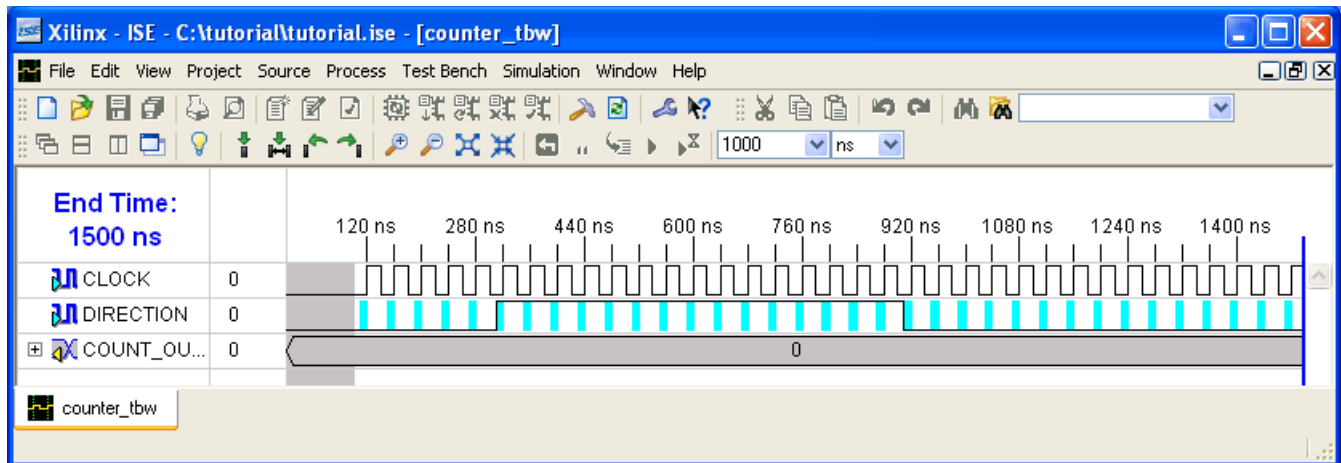 Xilinx - ISE - C:\tutorial\tutorial.ise - [counter_tbw]
File Edit View Project Source Process Test Bench Simulation Window Help
1000 ns
End Time:
1500 ns
120 ns 280 ns 440 ns 600 ns 760 ns 920 ns 1080 ns 1240 ns 1400 ns
CLOCK 0
DIRECTION 0
COUNT_OU... 0 0
counter_tbw